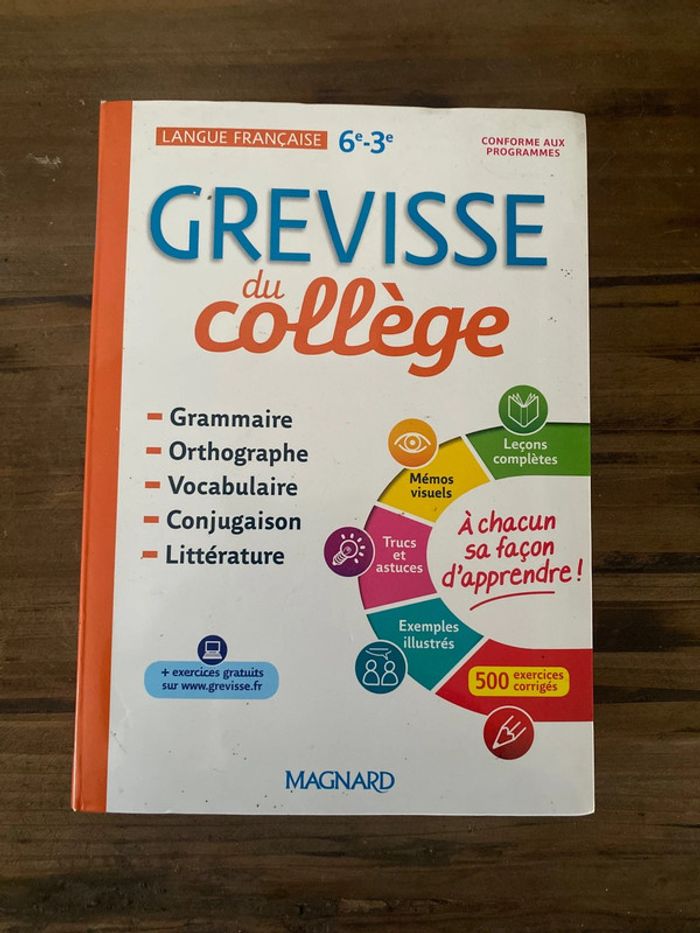 LANGUE FRANÇAISE 6e-3e
CONFORME AUX
PROGRAMMES
GREVISSE
du
collège
- Grammaire
- Orthographe
- Vocabulaire
- Conjugaison
- Littérature
Leçons
complètes
Mémos
visuels
Trucs
et
astuces
Exemples
illustrés
500 exercices
corrigés
À chacun
sa façon
d'apprendre !
+ exercices gratuits
sur www.grevisse.fr
MAGNARD